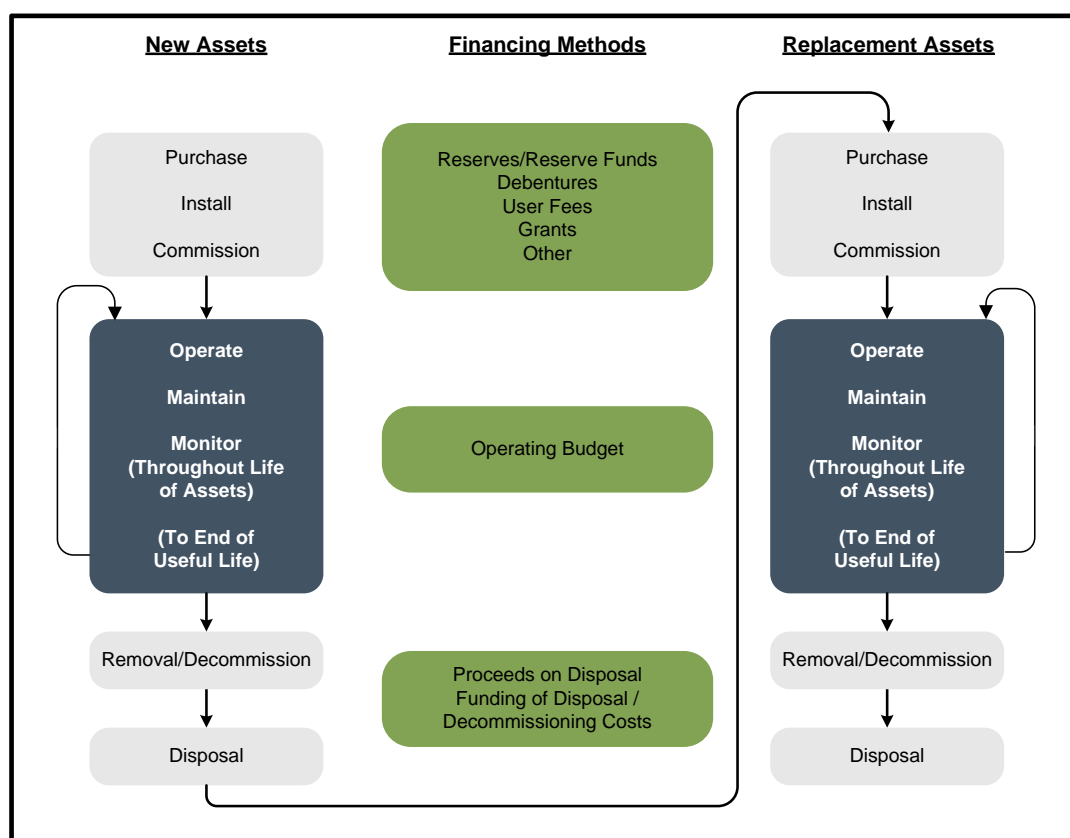 New Assets
Purchase
Install
Commission
Operate
Maintain
Monitor
(Throughout Life
of Assets)
(To End of
Useful Life)
Removal/Decommission
Disposal
Financing Methods
Reserves/Reserve Funds
Debentures
User Fees
Grants
Other
Operating Budget
Proceeds on Disposal
Funding of Disposal /
Decommissioning Costs
Replacement Assets
Purchase
Install
Commission
Operate
Maintain
Monitor
(Throughout Life
of Assets)
(To End of
Useful Life)
Removal/Decommission
Disposal